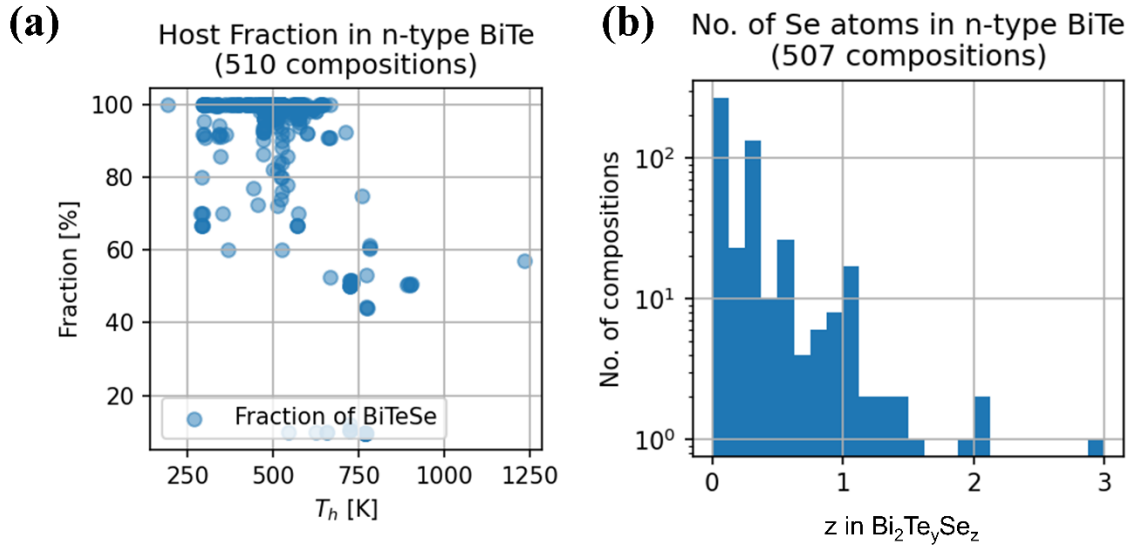 (a)
Host Fraction in n-type BiTe
(510 compositions)
Fraction [%]
100
80
60
40
20
Fraction of BiTeSe
250
500
750
1000
1250
T_h [K]
(b)
No. of Se atoms in n-type BiTe
(507 compositions)
No. of compositions
10²
10¹
10⁰
0
1
2
3
z in Bi₂Te_ySe_z